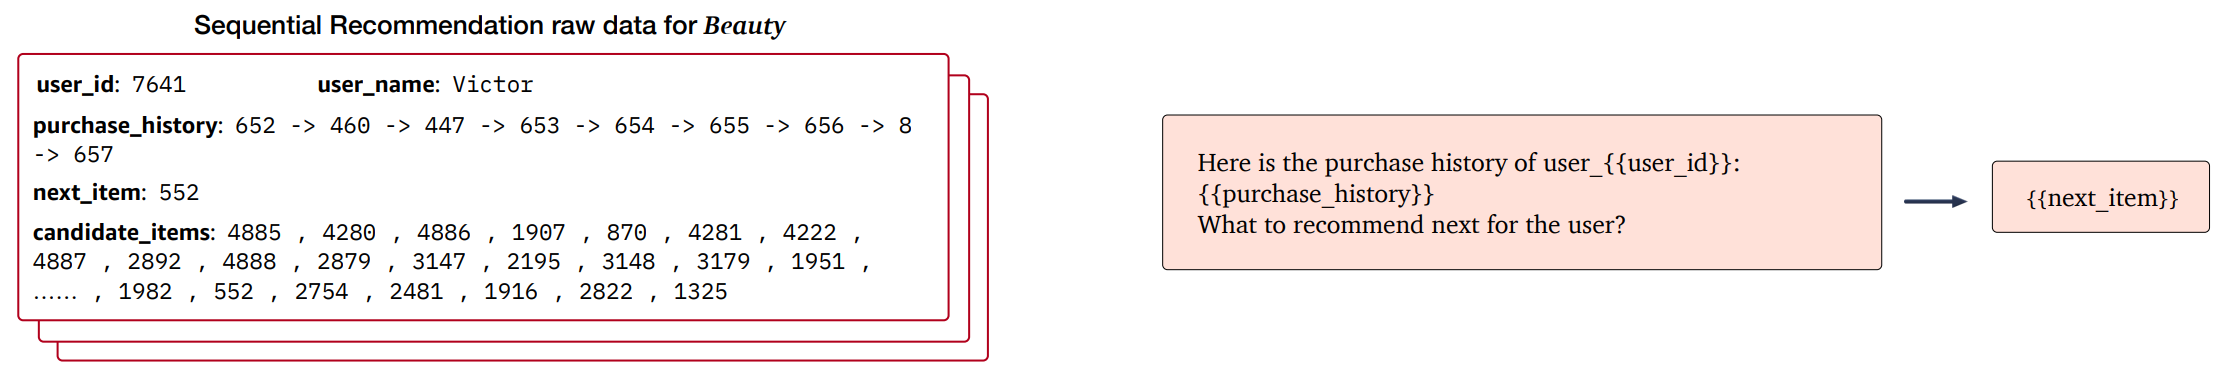 Sequential Recommendation raw data for Beauty
user_id: 7641 user_name: Victor
purchase_history: 652 -> 460 -> 447 -> 653 -> 654 -> 655 -> 656 -> 8
-> 657
next_item: 552
candidate_items: 4885 , 4280 , 4886 , 1907 , 870 , 4281 , 4222 ,
4887 , 2892 , 4888 , 2879 , 3147 , 2195 , 3148 , 3179 , 1951 ,
...... , 1982 , 552 , 2754 , 2481 , 1916 , 2822 , 1325
Here is the purchase history of user_{{user_id}}:
{{purchase_history}}
What to recommend next for the user?
{{next_item}}